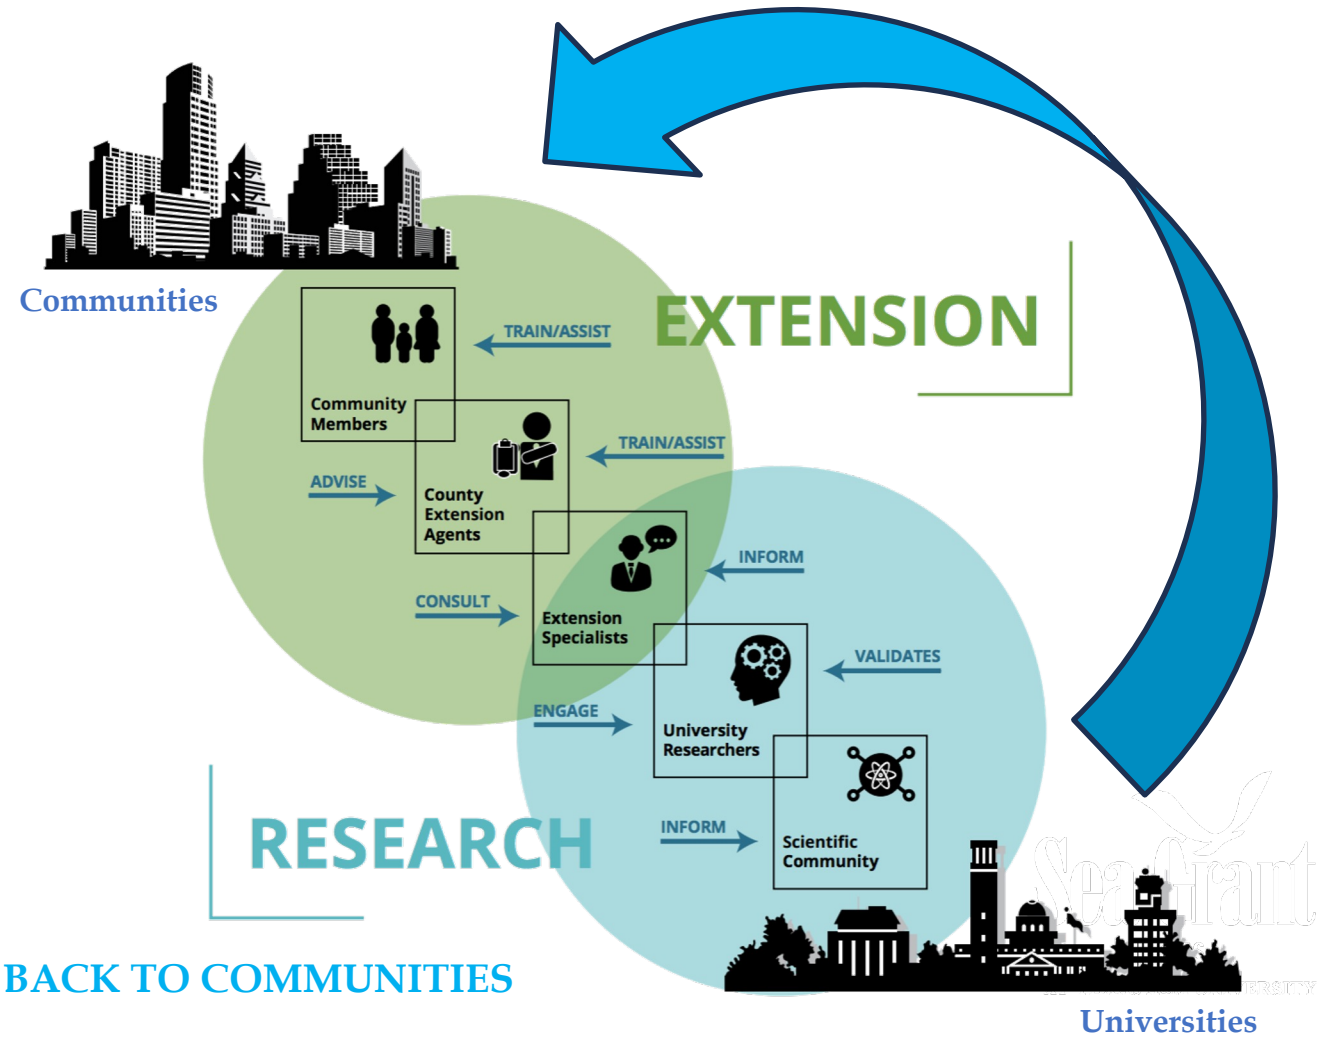 Communities
EXTENSION
TRAIN/ASSIST
Community
Members
TRAIN/ASSIST
ADVISE
County
Extension
Agents
INFORM
CONSULT
Extension
Specialists
VALIDATES
ENGAGE
University
Researchers
RESEARCH
INFORM
Scientific
Community
Sea Grant
BACK TO COMMUNITIES
Universities